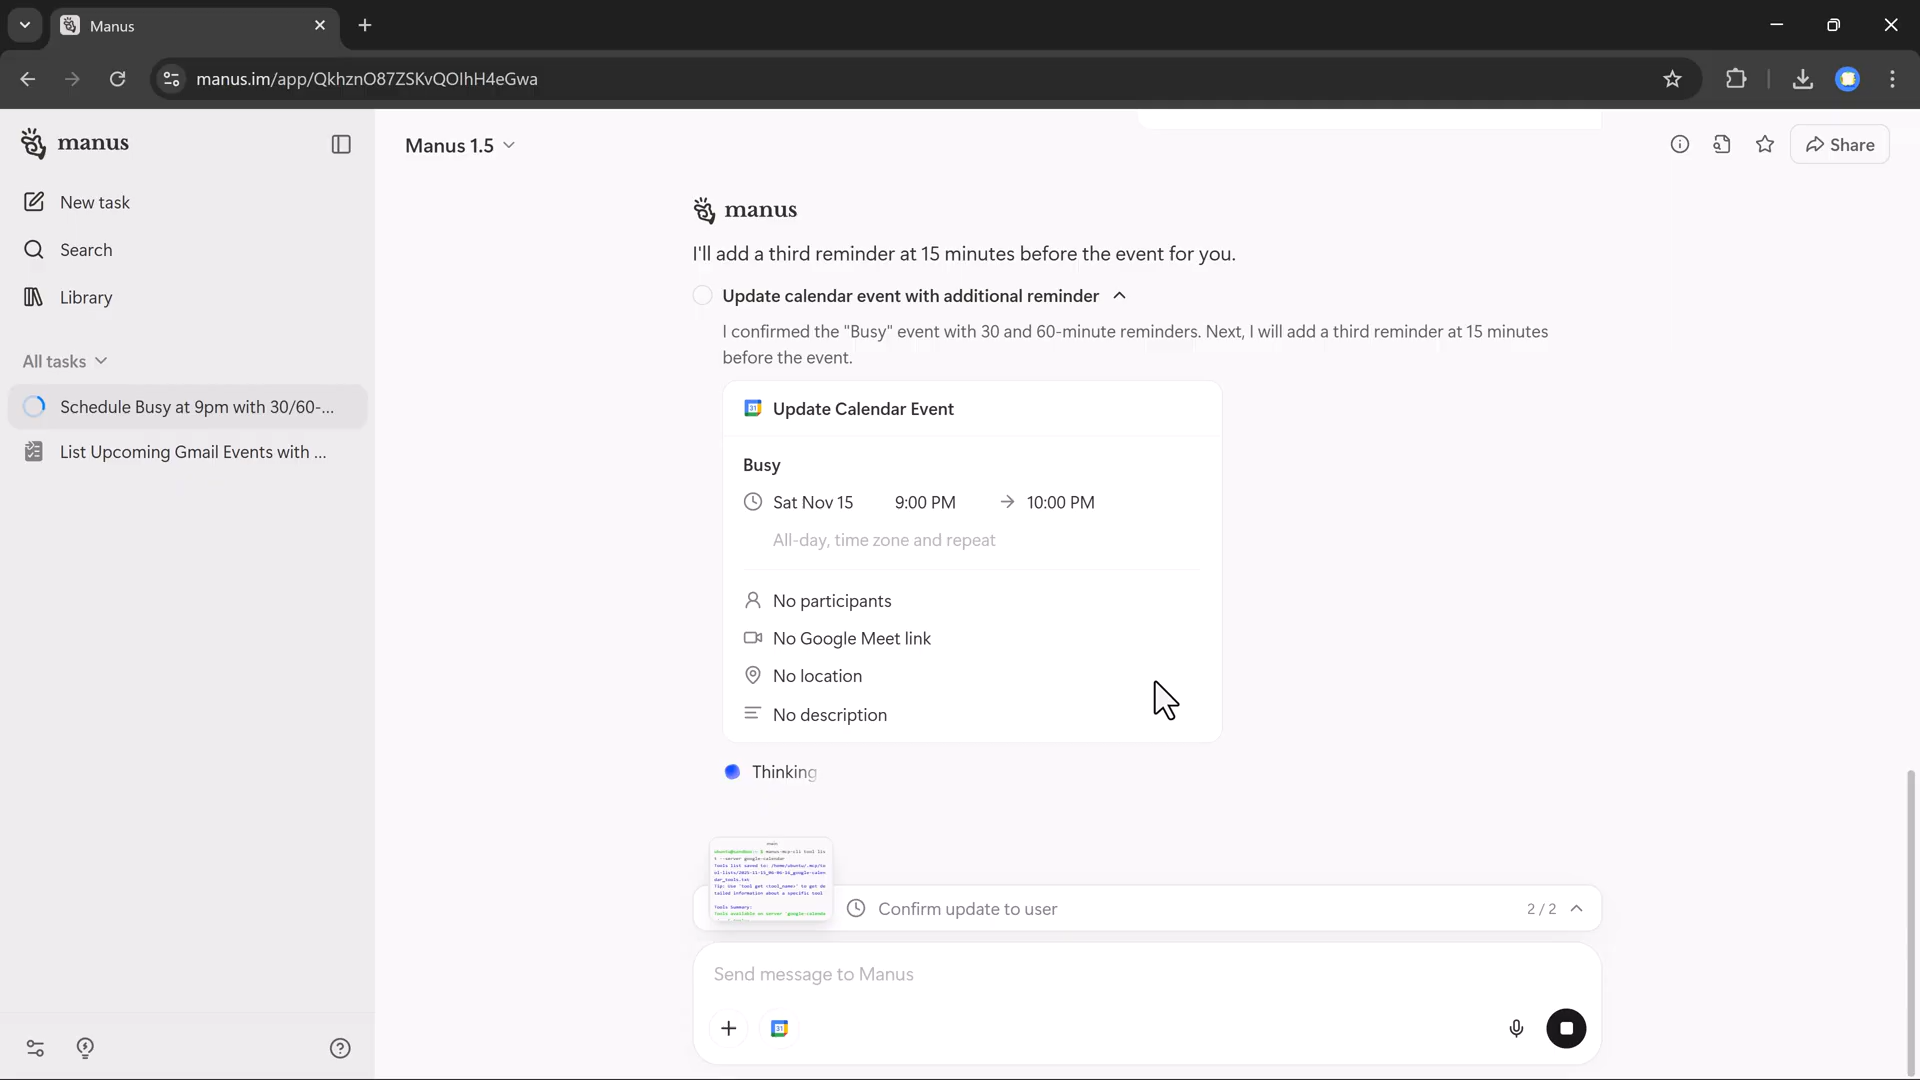 Manus
manus.im/app/QkhznO87ZSKvQOIhH4eGwa
manus
Manus 1.5
Share
New task
Search
Library
All tasks
Schedule Busy at 9pm with 30/60-...
List Upcoming Gmail Events with ...
manus
I'll add a third reminder at 15 minutes before the event for you.
Update calendar event with additional reminder
I confirmed the "Busy" event with 30 and 60-minute reminders. Next, I will add a third reminder at 15 minutes
before the event.
31 Update Calendar Event
Busy
Sat Nov 15 9:00 PM → 10:00 PM
All-day, time zone and repeat
No participants
No Google Meet link
No location
No description
Thinking
Confirm update to user 2 / 2
Send message to Manus
31